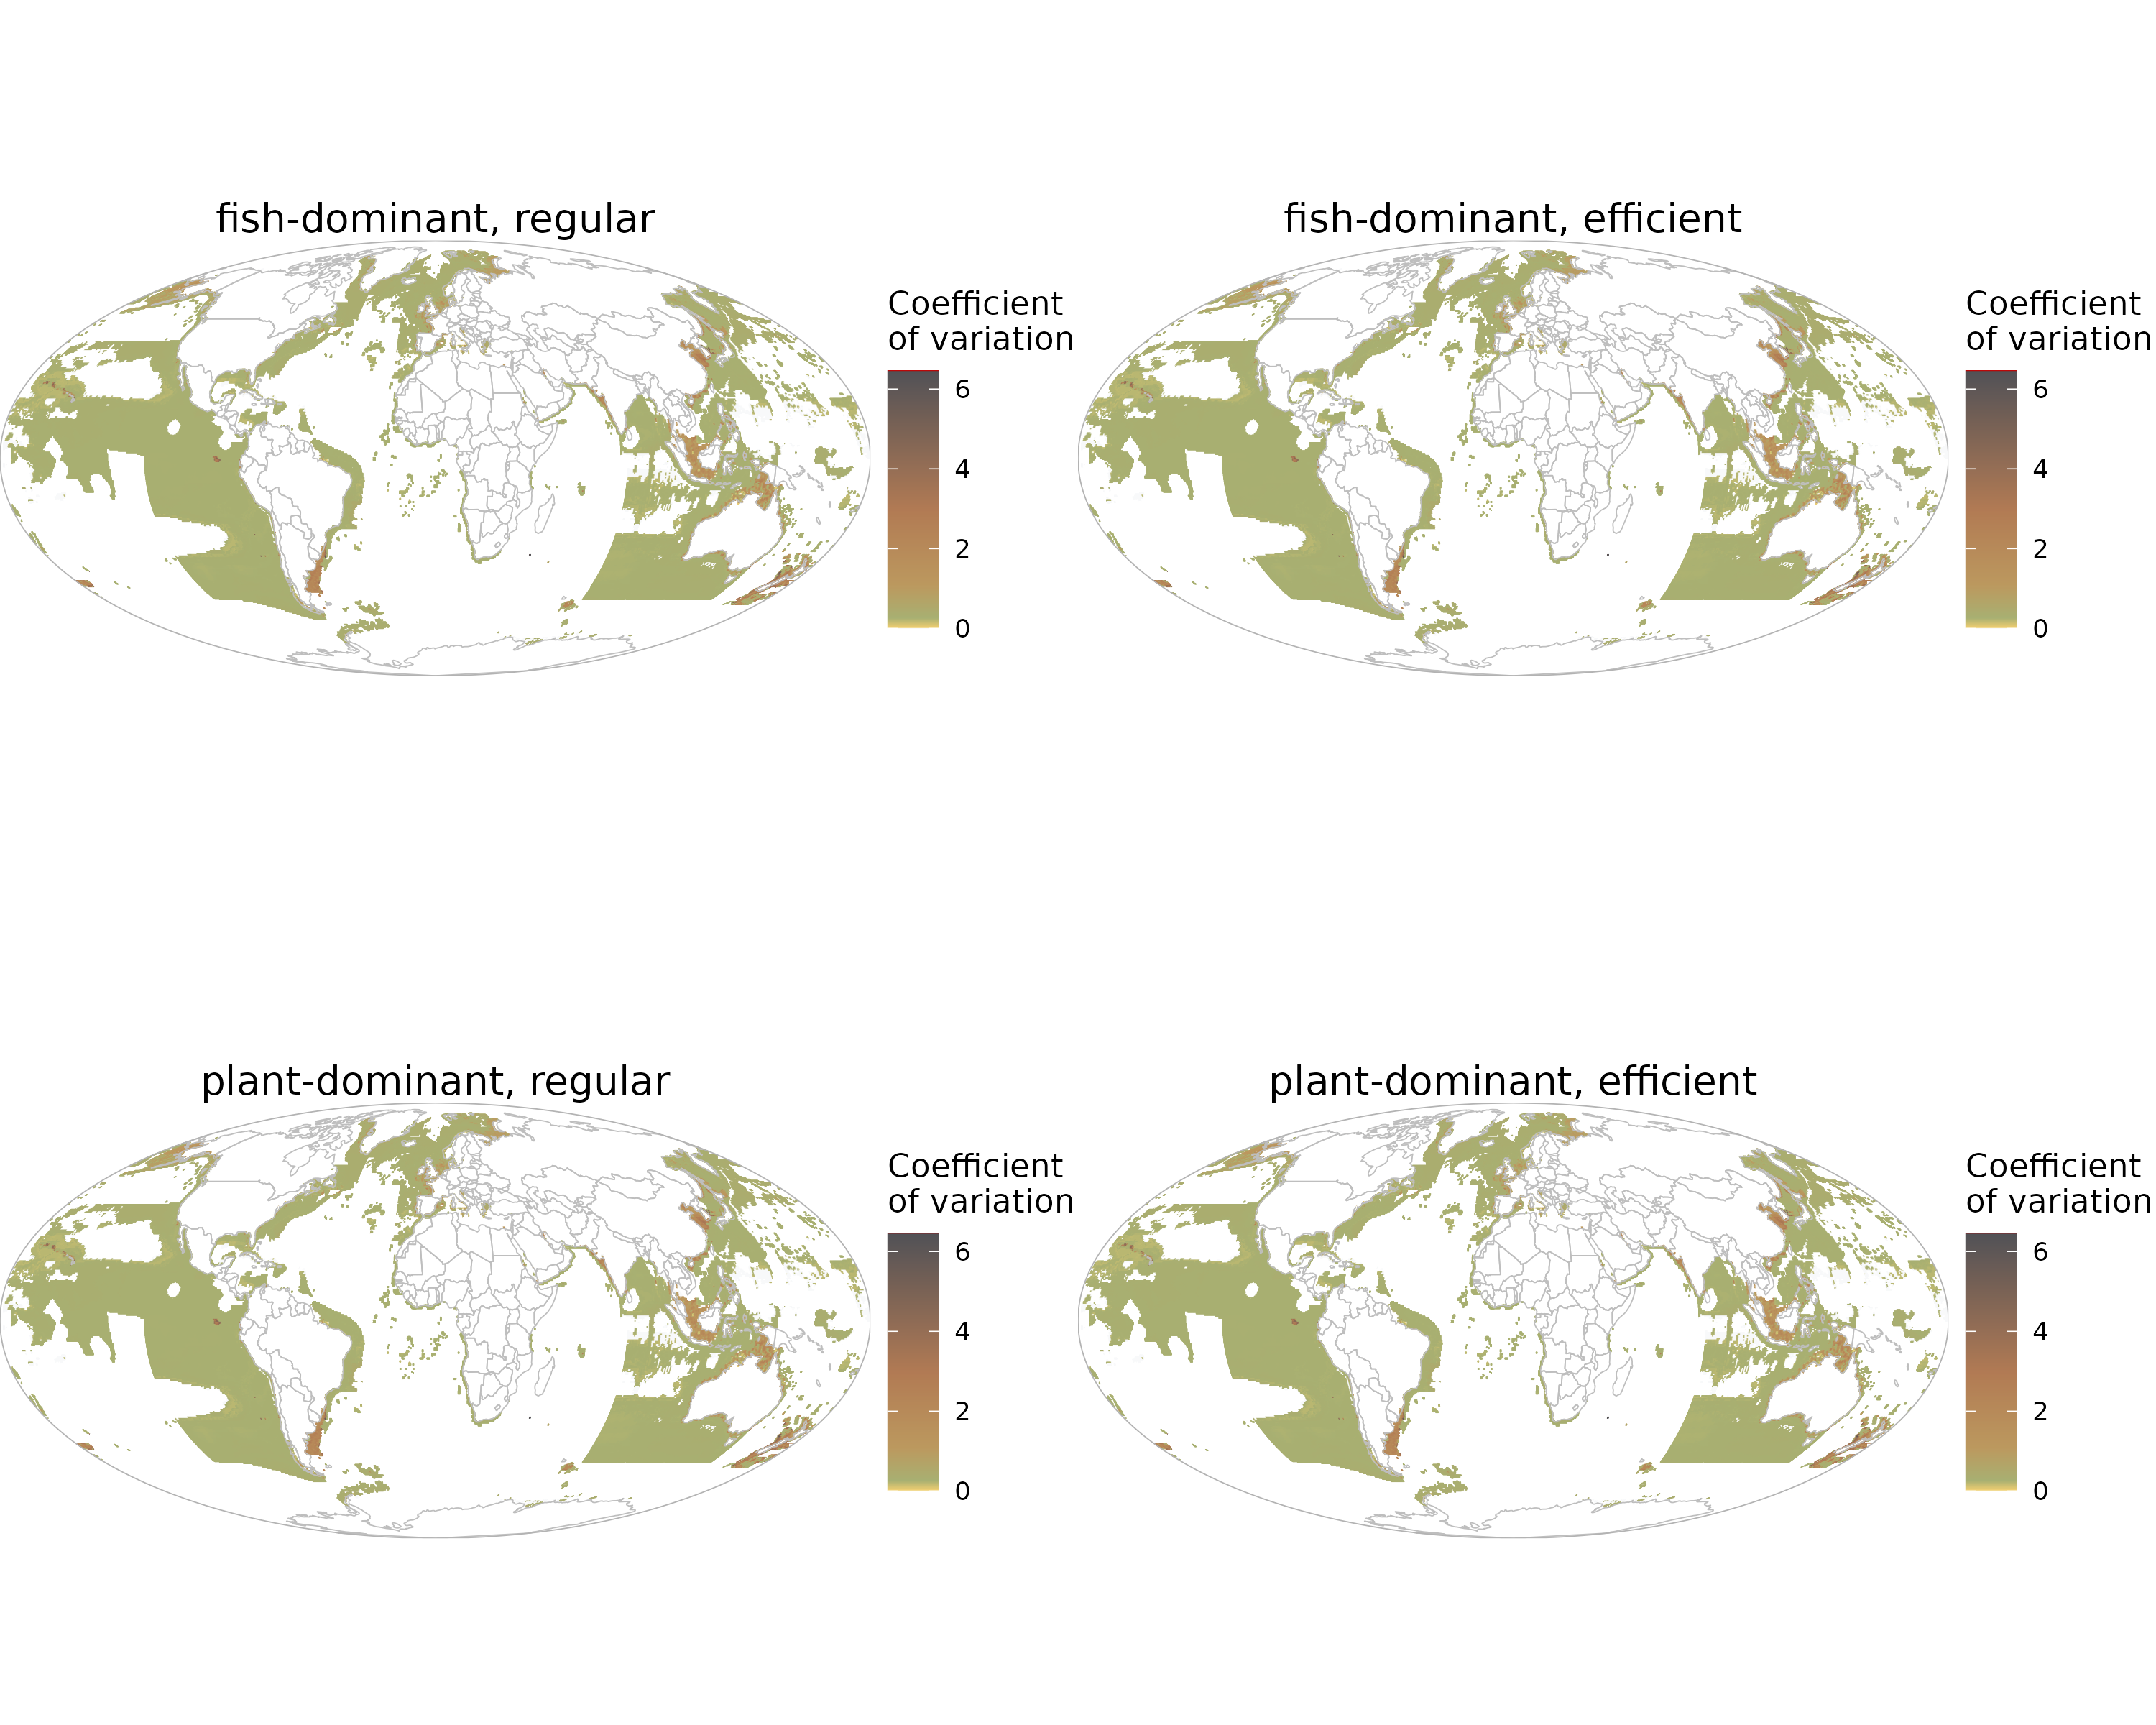 fish-dominant, regular
Coefficient
of variation
6
4
2
0
fish-dominant, efficient
Coefficient
of variation
6
4
2
0
plant-dominant, regular
Coefficient
of variation
6
4
2
0
plant-dominant, efficient
Coefficient
of variation
6
4
2
0